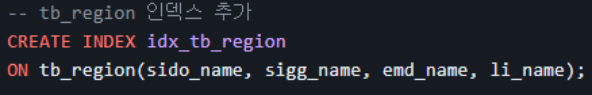 -- tb_region 인덱스 추가
CREATE INDEX idx_tb_region
ON tb_region(sido_name, sigg_name, emd_name, li_name);